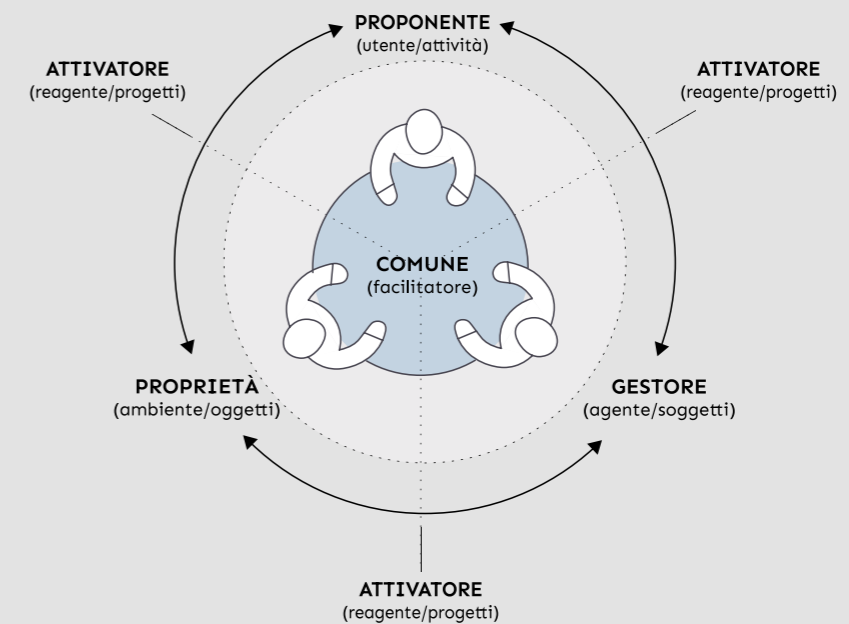 PROPONENTE
(utente/attività)
ATTIVATORE
(reagente/progetti)
ATTIVATORE
(reagente/progetti)
COMUNE
(facilitatore)
PROPRIETÀ
(ambiente/oggetti)
GESTORE
(agente/soggetti)
ATTIVATORE
(reagente/progetti)